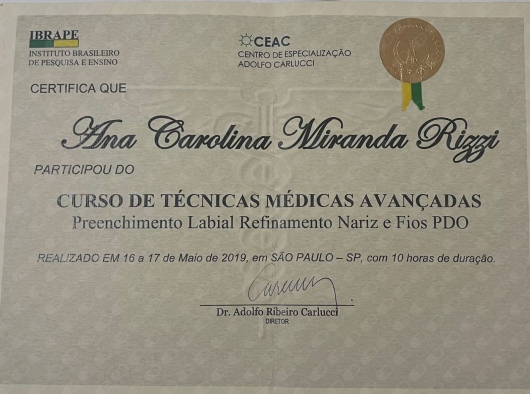 IBRAPE
INSTITUTO BRASILEIRO
DE PESQUISA E ENSINO
CEAC
CENTRO DE ESPECIALIZAÇÃO
ADOLFO CARLUCCI
CERTIFICA QUE
Ana Carolina Miranda Rizzi
PARTICIPOU DO
CURSO DE TÉCNICAS MÉDICAS AVANÇADAS
Preenchimento Labial Refinamento Nariz e Fios PDO
REALIZADO EM 16 a 17 de Maio de 2019, em SÃO PAULO – SP, com 10 horas de duração.
Dr. Adolfo Ribeiro Carlucci
DIRETOR